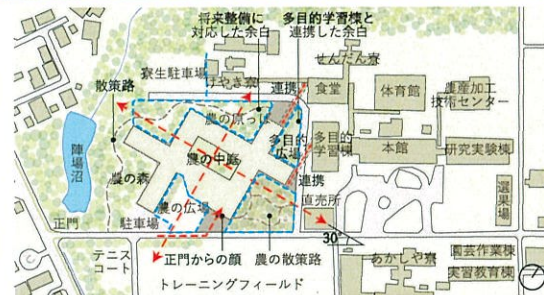 将来整備に
対応した余白
多目的学習棟と
連携した余白
せんだん寮
寮生駐車場
けやき寮
連携
食堂
体育館
農産加工
技術センター
散策路
農の原っぱ
多目的
広場
多目的
学習棟
本館
研究実験棟
農の中庭
陣場沼
農の森
連携
直売所
選果場
農の広場
正門
駐車場
30°
テニス
コート
正門からの顔
農の散策路
あかしや寮
園芸作業棟
実習教育棟
トレーニングフィールド